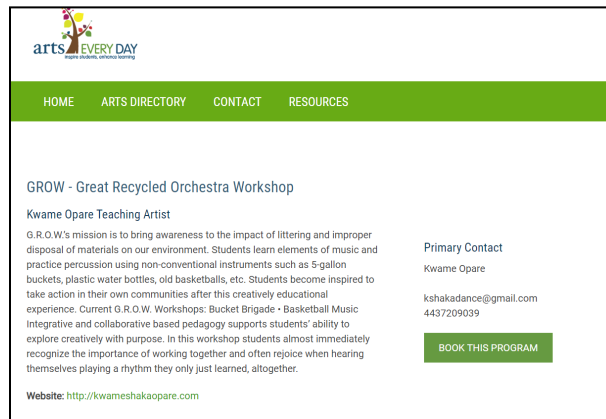 arts EVERY DAY
inspire students, enhance learning
HOME ARTS DIRECTORY CONTACT RESOURCES
GROW - Great Recycled Orchestra Workshop
Kwame Opare Teaching Artist
G.R.O.W.'s mission is to bring awareness to the impact of littering and improper
disposal of materials on our environment. Students learn elements of music and
practice percussion using non-conventional instruments such as 5-gallon
buckets, plastic water bottles, old basketballs, etc. Students become inspired to
take action in their own communities after this creatively educational
experience. Current G.R.O.W. Workshops: Bucket Brigade • Basketball Music
Integrative and collaborative based pedagogy supports students' ability to
explore creatively with purpose. In this workshop students almost immediately
recognize the importance of working together and often rejoice when hearing
themselves playing a rhythm they only just learned, altogether.
Website: http://kwameshakaopare.com
Primary Contact
Kwame Opare
kshakadance@gmail.com
4437209039
BOOK THIS PROGRAM